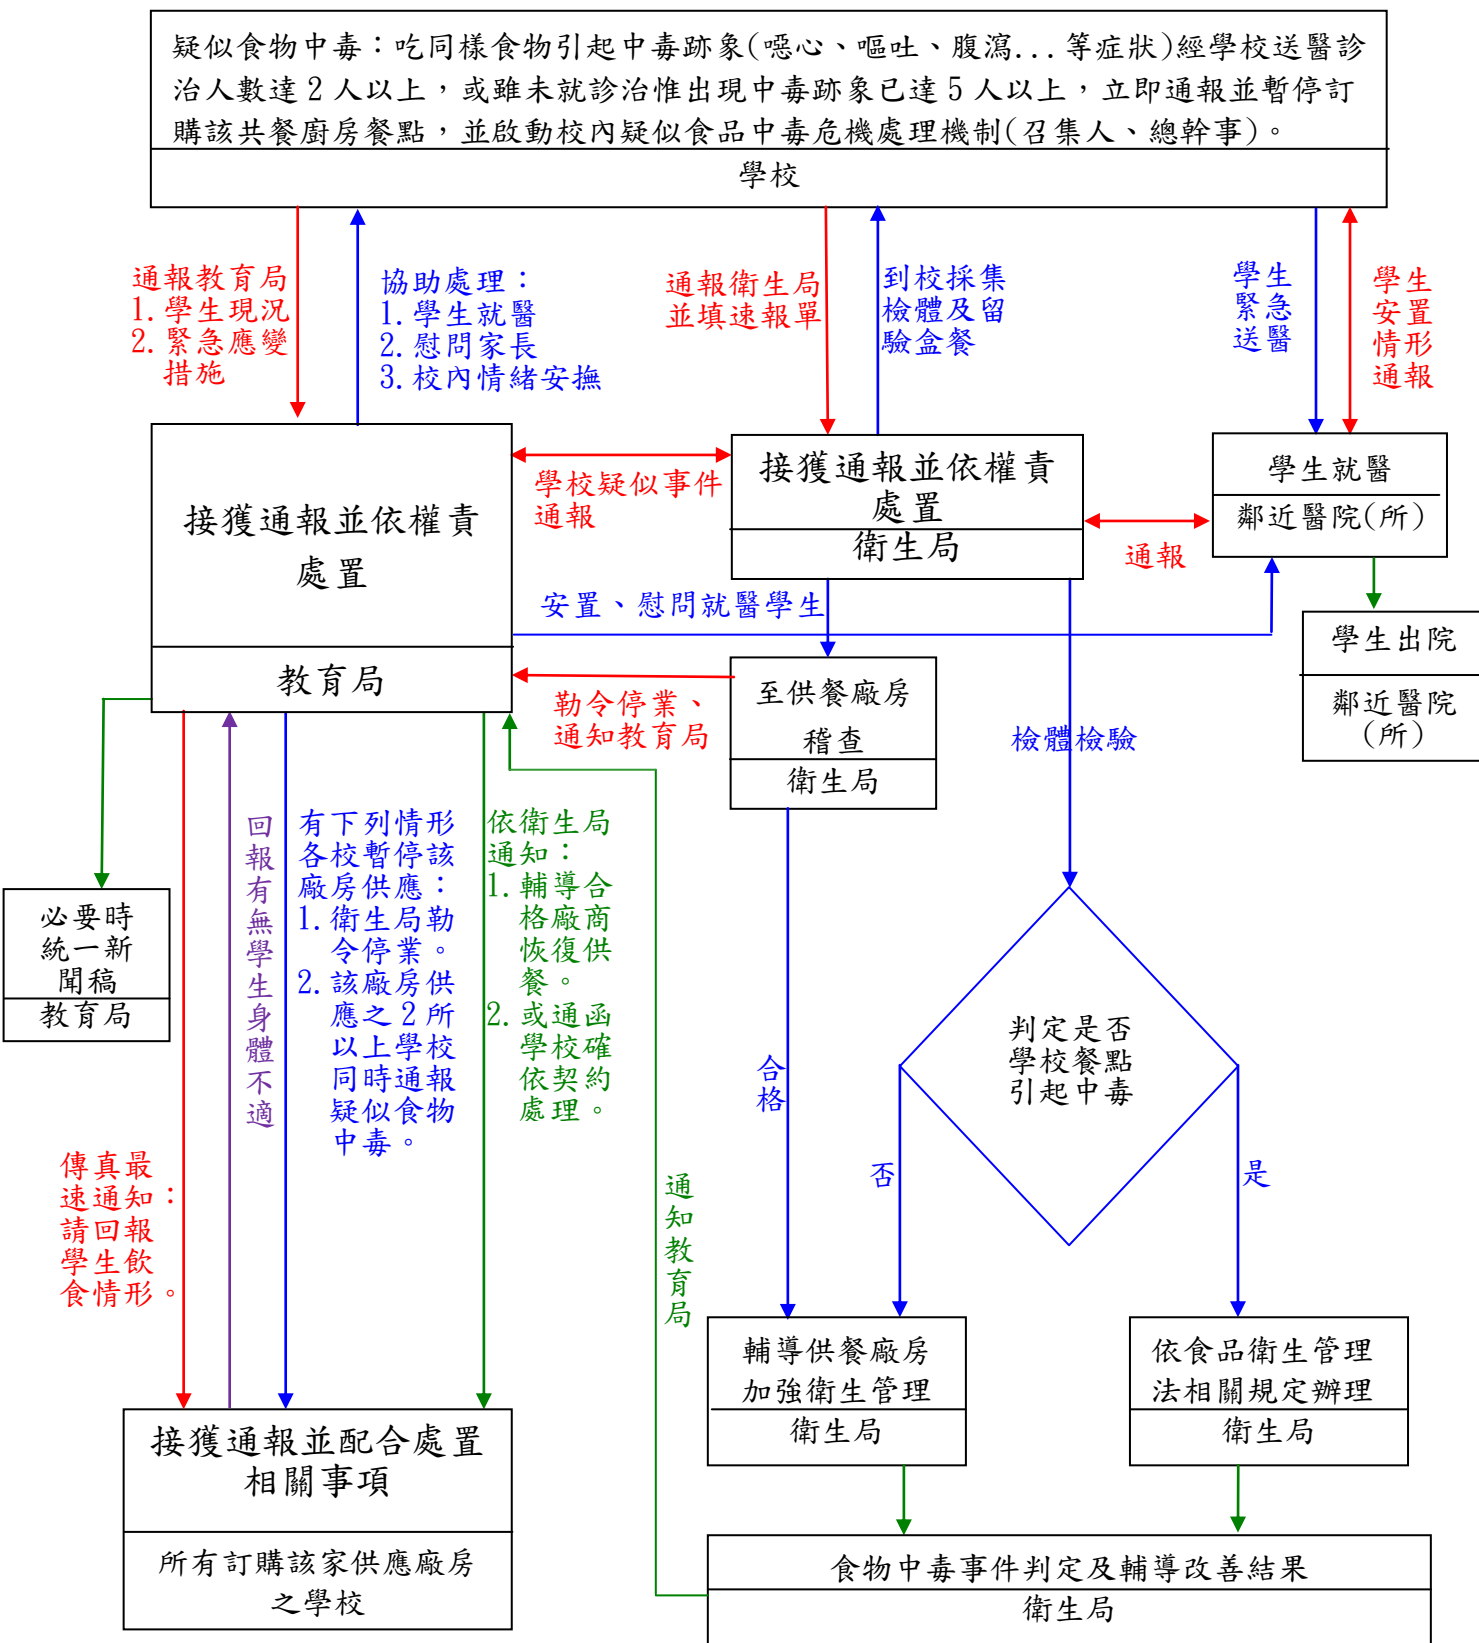 疑似食物中毒：吃同樣食物引起中毒跡象(噁心、嘔吐、腹瀉...等症狀)經學校送醫診
治人數達2人以上，或雖未就診治惟出現中毒跡象已達5人以上，立即通報並暫停訂
購該共餐廚房餐點，並啟動校內疑似食品中毒危機處理機制(召集人、總幹事)。
學校
通報教育局
1.學生現況
2.緊急應變
措施
協助處理：
1.學生就醫
2.慰問家長
3.校內情緒安撫
通報衛生局
並填速報單
到校採集
檢體及留
驗盒餐
學生
緊急
送醫
學生
安置
情形
通報
接獲通報並依權責
處置
教育局
學校疑似事件
通報
接獲通報並依權責
處置
衛生局
通報
學生就醫
鄰近醫院(所)
安置、慰問就醫學生
學生出院
鄰近醫院
(所)
勒令停業、
通知教育局
至供餐廠房
稽查
衛生局
檢體檢驗
必要時
統一新
聞稿
教育局
回報有無學生身體不適
有下列情形
各校暫停該
廠房供應：
1.衛生局勒
令停業。
2.該廠房供
應之2所
以上學校
同時通報
疑似食物
中毒。
依衛生局
通知：
1.輔導合
格廠商
恢復供
餐。
2.或通函
學校確
依契約
處理。
傳真最
速通知：
請回報
學生飲
食情形。
合格
判定是否
學校餐點
引起中毒
否
是
通知教育局
輔導供餐廠房
加強衛生管理
衛生局
依食品衛生管理
法相關規定辦理
衛生局
接獲通報並配合處置
相關事項
所有訂購該家供應廠房
之學校
食物中毒事件判定及輔導改善結果
衛生局